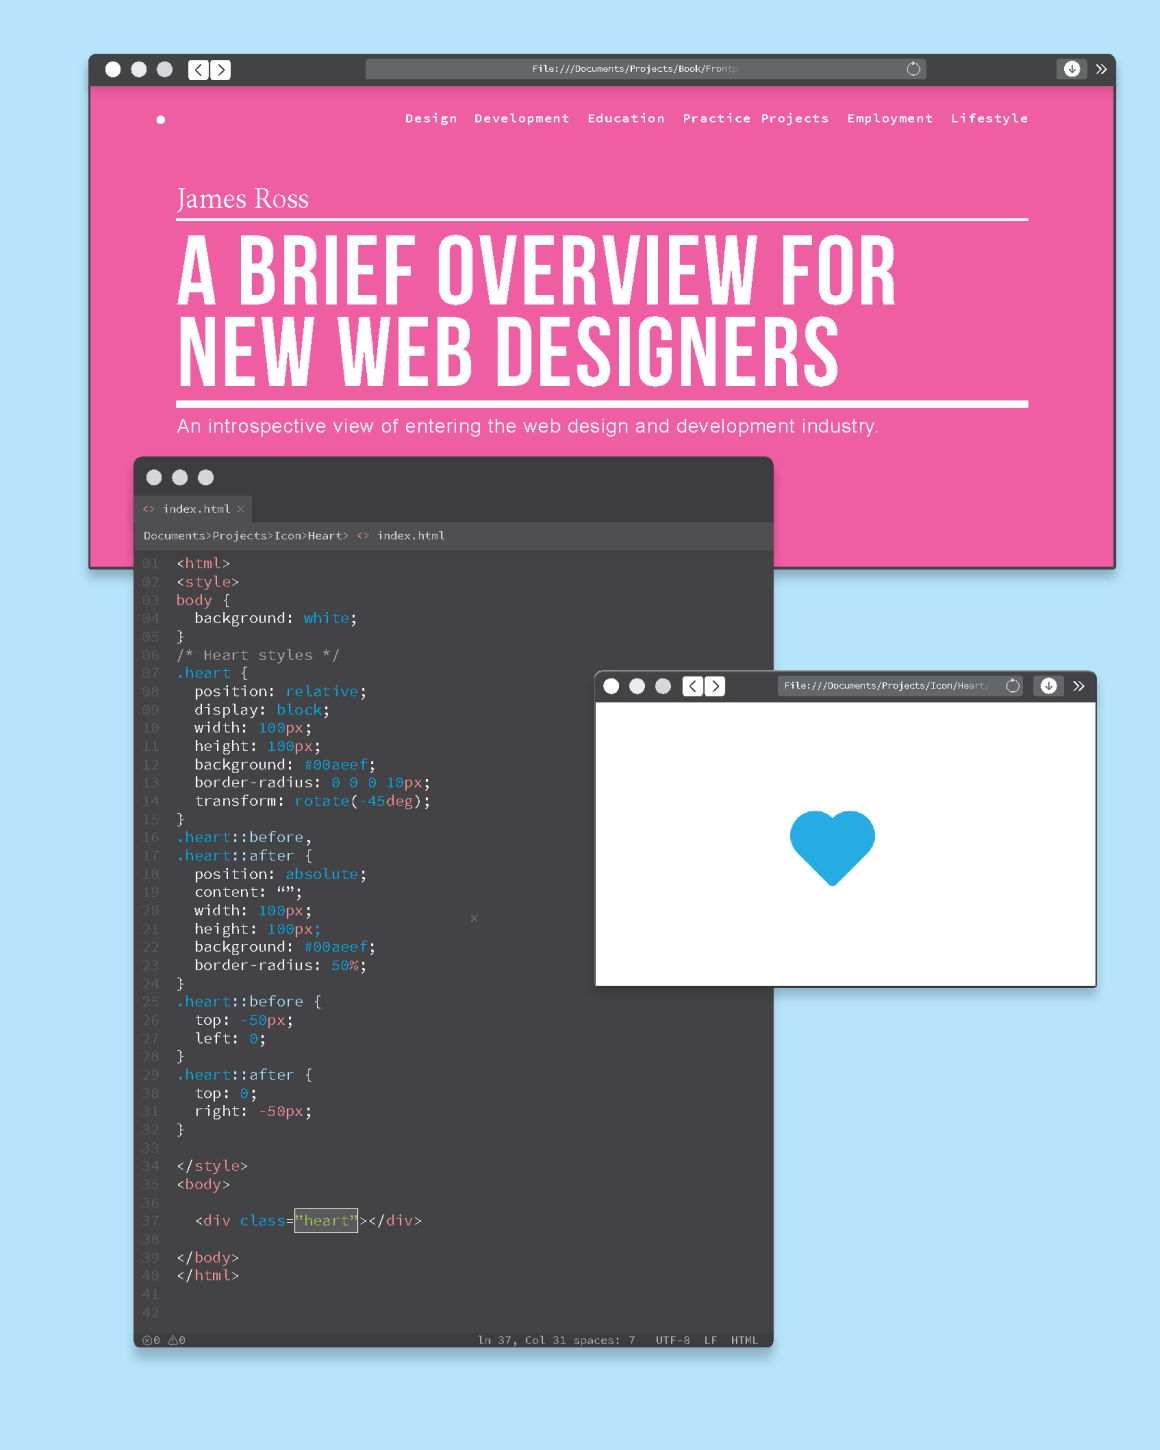 File:///Documents/Projects/Book/Frontp
Design Development Education Practice Projects Employment Lifestyle
James Ross
A BRIEF OVERVIEW FOR
NEW WEB DESIGNERS
An introspective view of entering the web design and development industry.
<> index.html ×
Documents>Projects>Icon>Heart> <> index.html
01 <html>
02 <style>
03 body {
04 background: white;
05 }
06 /* Heart styles */
07 .heart {
08 position: relative;
09 display: block;
10 width: 100px;
11 height: 100px;
12 background: #00aeef;
13 border-radius: 0 0 0 10px;
14 transform: rotate(-45deg);
15 }
16 .heart::before,
17 .heart::after {
18 position: absolute;
19 content: “”;
20 width: 100px;
21 height: 100px;
22 background: #00aeef;
23 border-radius: 50%;
24 }
25 .heart::before {
26 top: -50px;
27 left: 0;
28 }
29 .heart::after {
30 top: 0;
31 right: -50px;
32 }
33
34 </style>
35 <body>
36
37 <div class=”heart”></div>
38
39 </body>
40 </html>
41
42
0 0 ln 37, Col 31 spaces: 7 UTF-8 LF HTML
File:///Documents/Projects/Icon/Heart/